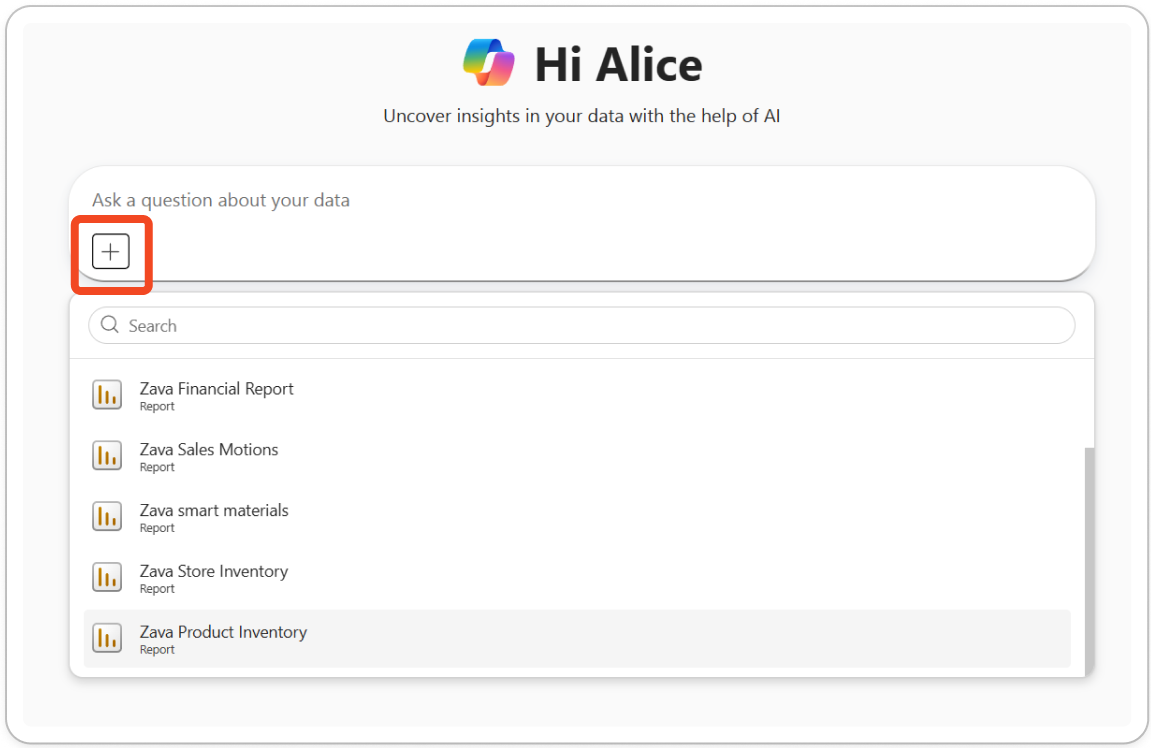 Hi Alice
Uncover insights in your data with the help of AI
Ask a question about your data
Search
Zava Financial Report
Report
Zava Sales Motions
Report
Zava smart materials
Report
Zava Store Inventory
Report
Zava Product Inventory
Report